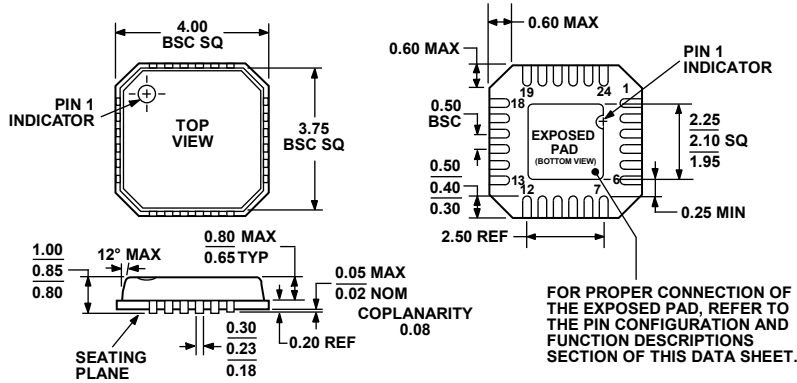 4.00
BSC SQ
PIN 1
INDICATOR
TOP
VIEW
3.75
BSC SQ
0.60 MAX
0.60 MAX
PIN 1
INDICATOR
19
24
18
1
0.50
BSC
EXPOSED
PAD
(BOTTOM VIEW)
2.25
2.10 SQ
1.95
13
12
7
6
0.50
0.40
0.30
0.25 MIN
2.50 REF
1.00
0.85
0.80
12° MAX
0.80 MAX
0.65 TYP
0.05 MAX
0.02 NOM
COPLANARITY
0.08
0.20 REF
0.30
0.23
0.18
SEATING
PLANE
FOR PROPER CONNECTION OF
THE EXPOSED PAD, REFER TO
THE PIN CONFIGURATION AND
FUNCTION DESCRIPTIONS
SECTION OF THIS DATA SHEET.